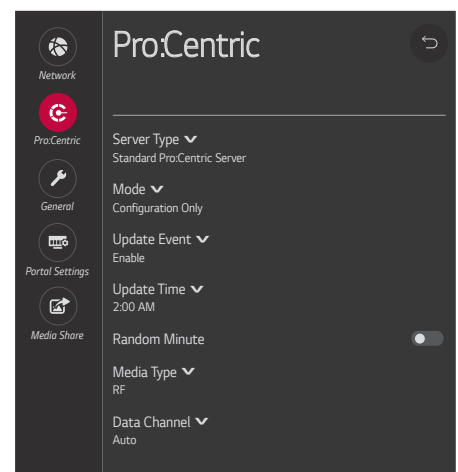 Pro:Centric
Network
Pro:Centric
General
Portal Settings
Media Share
Server Type
Standard Pro:Centric Server
Mode
Configuration Only
Update Event
Enable
Update Time
2:00 AM
Random Minute
Media Type
RF
Data Channel
Auto